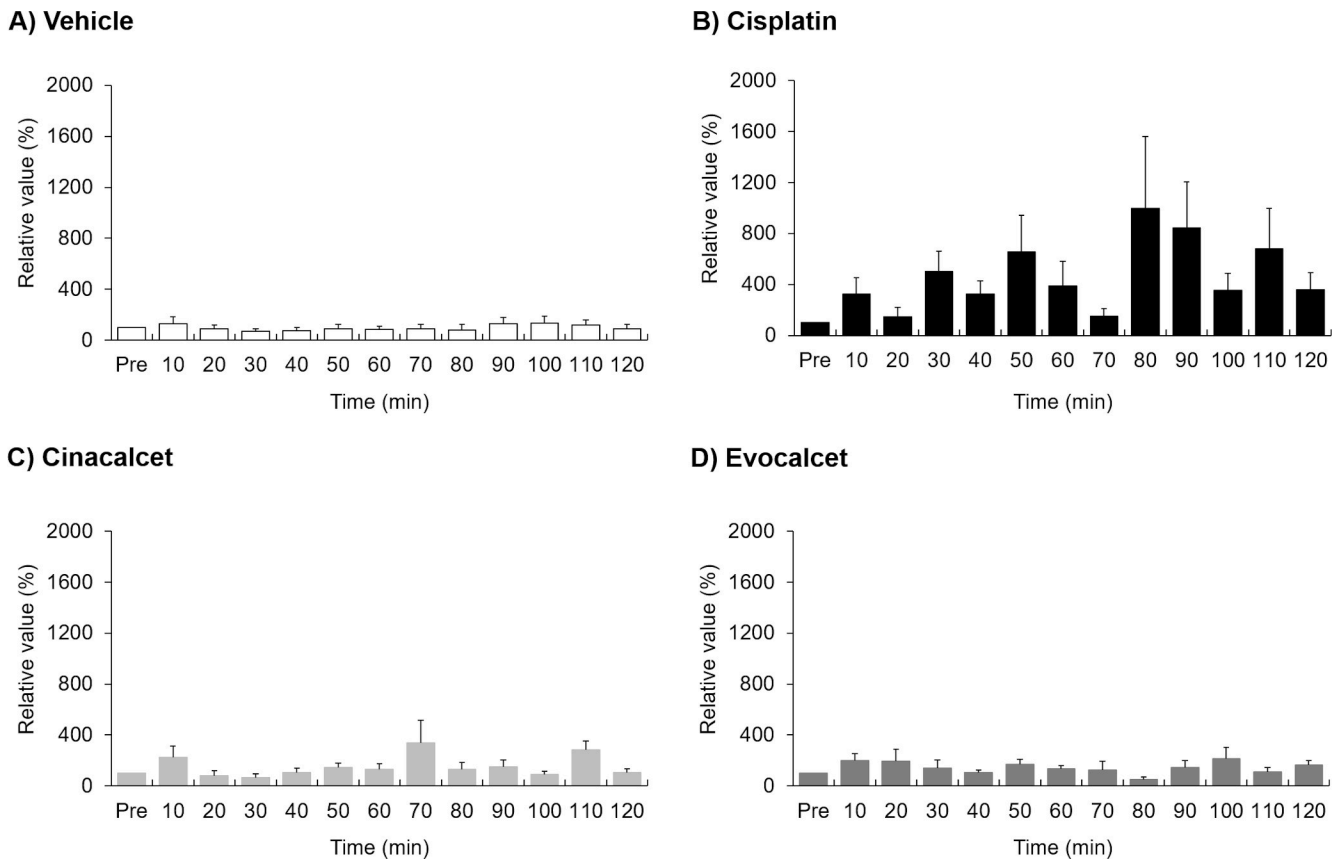 A) Vehicle
2000
1600
1200
800
400
0
Relative value (%)
Pre 10 20 30 40 50 60 70 80 90 100 110 120
Time (min)
B) Cisplatin
2000
1600
1200
800
400
0
Relative value (%)
Pre 10 20 30 40 50 60 70 80 90 100 110 120
Time (min)
C) Cinacalcet
2000
1600
1200
800
400
0
Relative value (%)
Pre 10 20 30 40 50 60 70 80 90 100 110 120
Time (min)
D) Evocalcet
2000
1600
1200
800
400
0
Relative value (%)
Pre 10 20 30 40 50 60 70 80 90 100 110 120
Time (min)